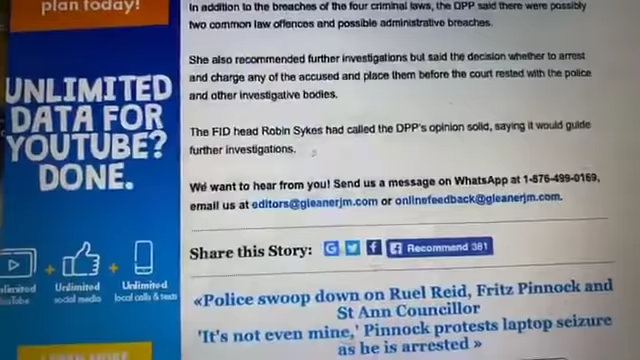 plan today!
UNLIMITED
DATA FOR
YOUTUBE?
DONE.
Unlimited
Unlimited
social media
Unlimited
local calls & texts
In addition to the breaches of the four criminal laws, the DPP said there were possibly
two common law offences and possible administrative breaches.
She also recommended further investigations but said the decision whether to arrest
and charge any of the accused and place them before the court rested with the police
and other investigative bodies.
The FID head Robin Sykes had called the DPP's opinion solid, saying it would guide
further investigations.
We want to hear from you! Send us a message on WhatsApp at 1-876-499-0169,
email us at editors@gleanerjm.com or onlinefeedback@gleanerjm.com.
Share this Story: G f f Recommend 381
«Police swoop down on Ruel Reid, Fritz Pinnock and
St Ann Councillor
'It's not even mine,' Pinnock protests laptop seizure
as he is arrested »